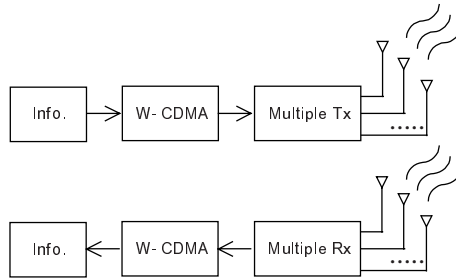 Info.
W- CDMA
Multiple Tx
Info.
W- CDMA
Multiple Rx